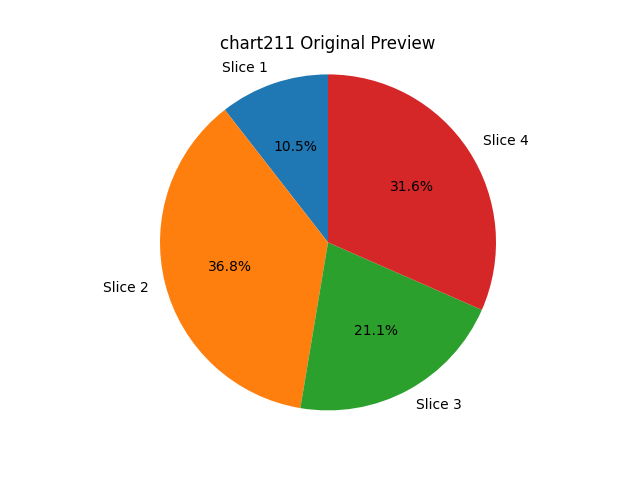 chart211 Original Preview
Slice 1
10.5%
Slice 4
31.6%
36.8%
Slice 2
21.1%
Slice 3